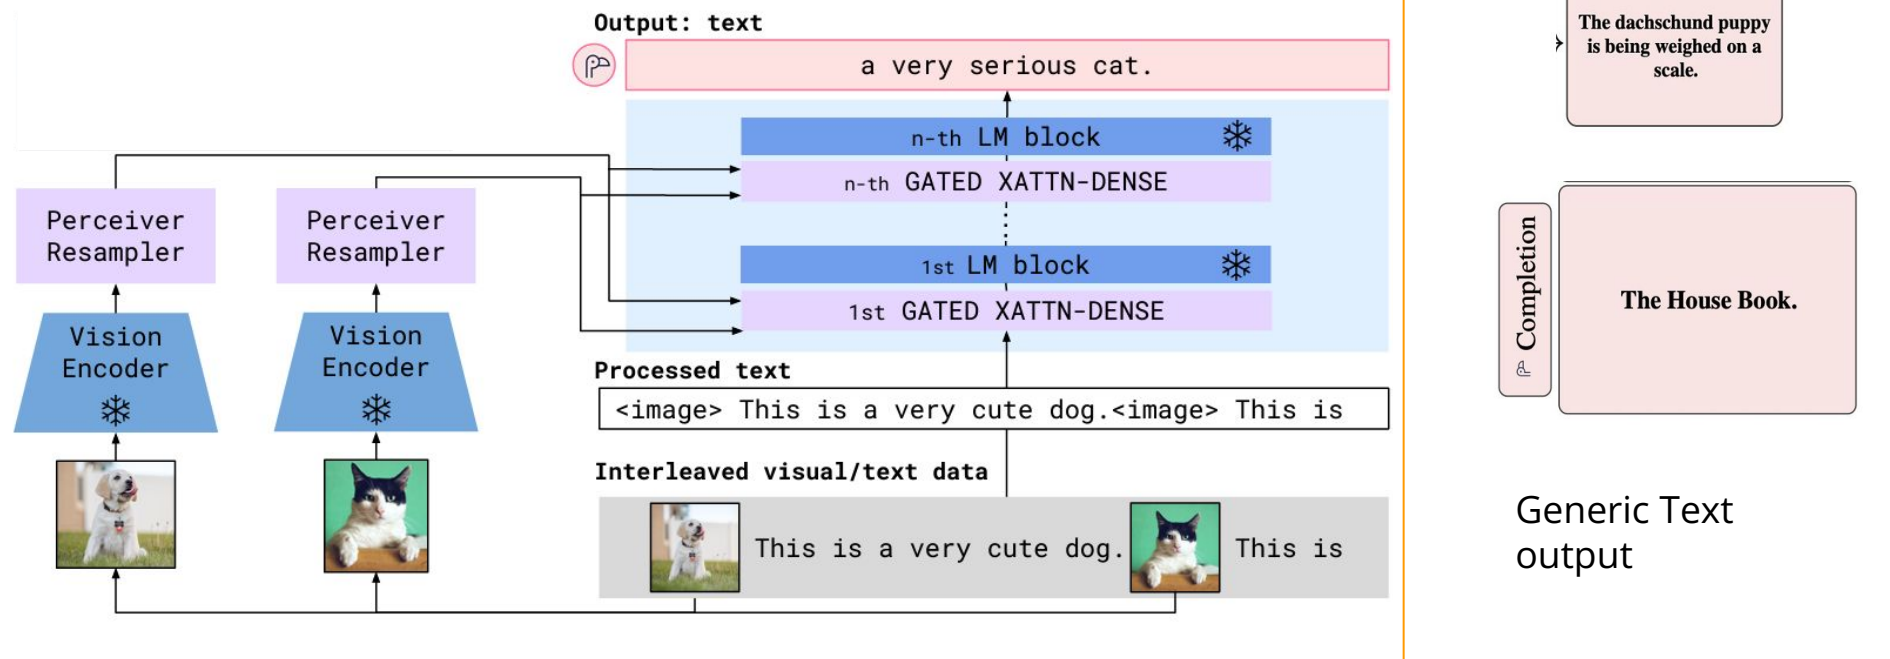 Output: text
a very serious cat.
n-th LM block
n-th GATED XATTN-DENSE
1st LM block
1st GATED XATTN-DENSE
Perceiver
Resampler
Perceiver
Resampler
Vision
Encoder
Vision
Encoder
Processed text
<image> This is a very cute dog.<image> This is
Interleaved visual/text data
This is a very cute dog.
This is
The dachschund puppy
is being weighed on a
scale.
Completion
The House Book.
Generic Text
output